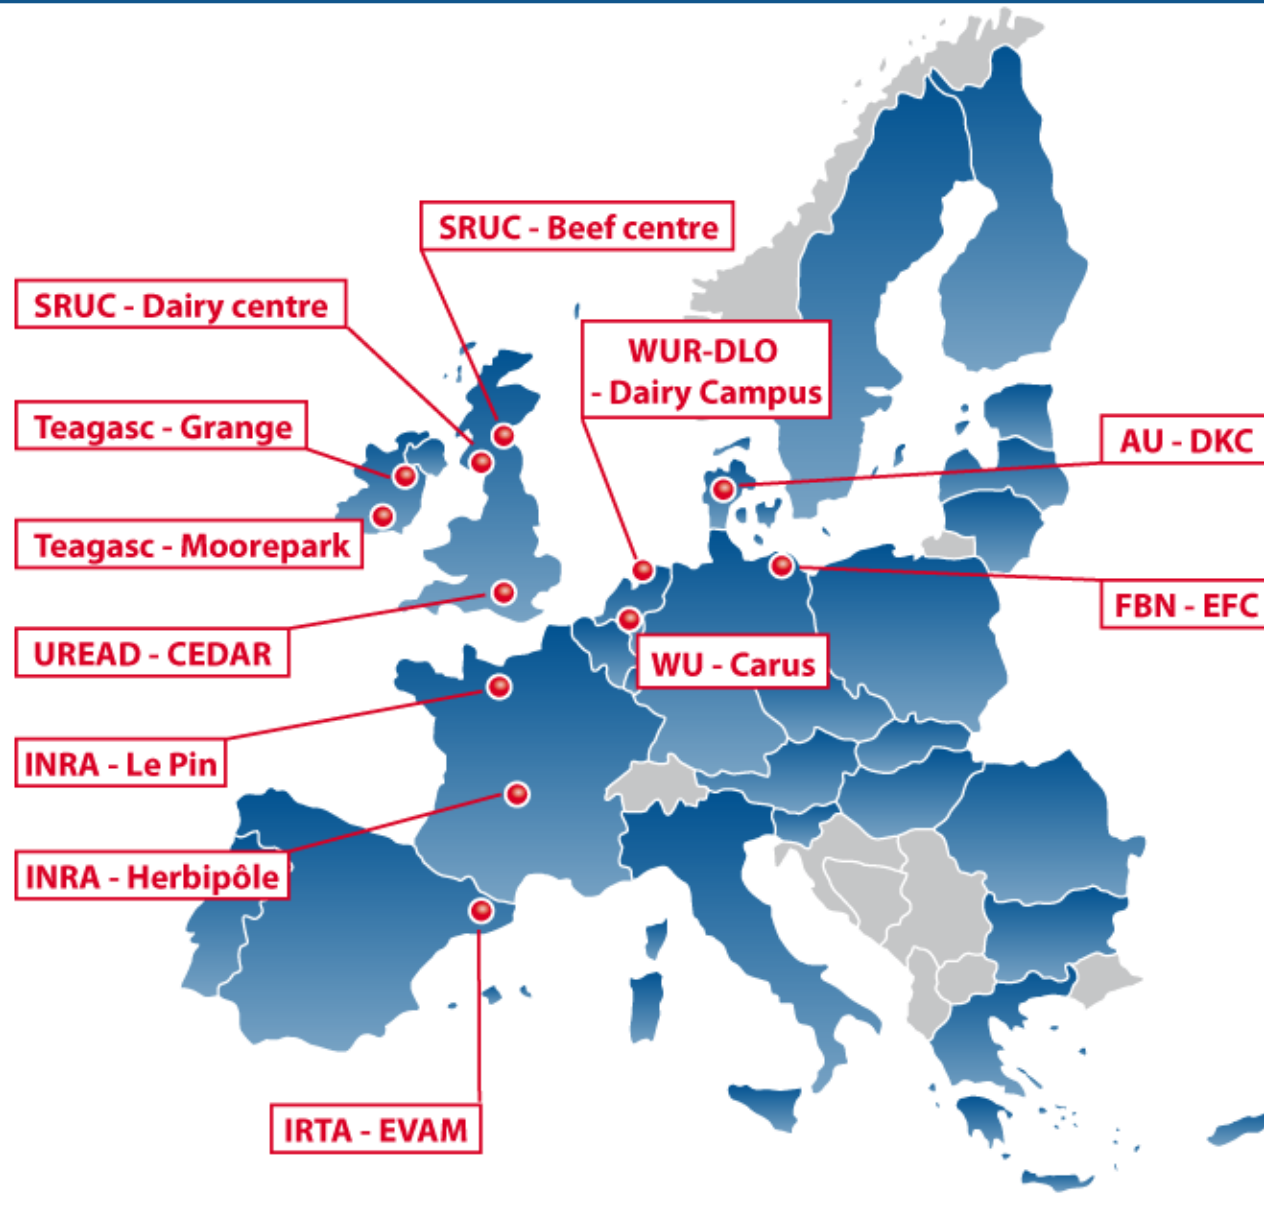 SRUC - Beef centre
SRUC - Dairy centre
WUR-DLO
- Dairy Campus
Teagasc - Grange
AU - DKC
Teagasc - Moorepark
FBN - EFC
UREAD - CEDAR
WU - Carus
INRA - Le Pin
INRA - Herbipôle
IRTA - EVAM